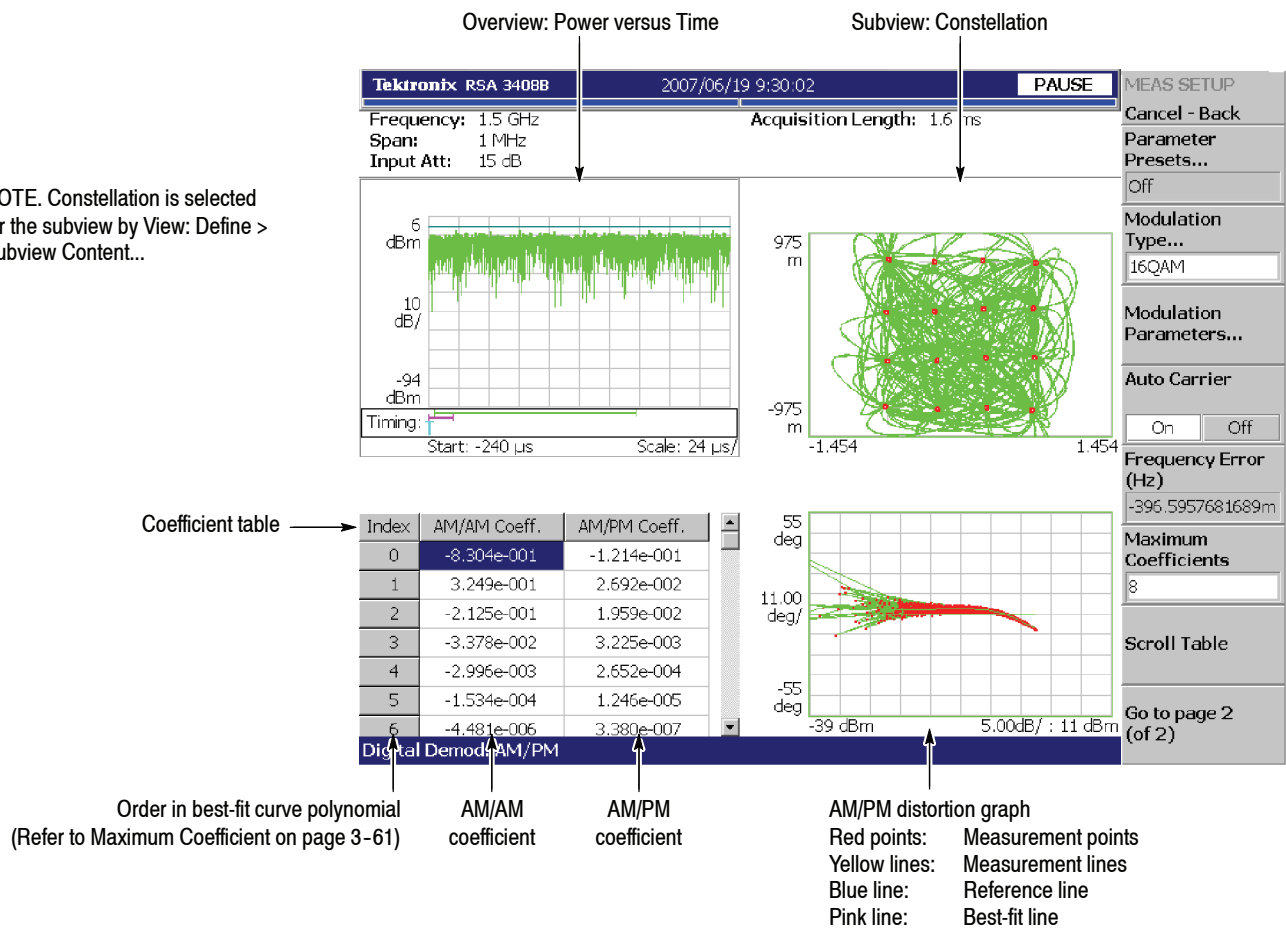 Overview: Power versus Time
Subview: Constellation
Tektronix RSA 3408B 2007/06/19 9:30:02 PAUSE
Frequency: 1.5 GHz
Acquisition Length: 1.6 ms
Span: 1 MHz
Input Att: 15 dB
OTE. Constellation is selected
r the subview by View: Define >
ubview Content...
6
dBm
10
dB/
-94
dBm
Timing:
Start: -240 µs
Scale: 24 µs/
975
m
-975
m
-1.454
1.454
MEAS SETUP
Cancel - Back
Parameter
Presets...
Off
Modulation
Type...
16QAM
Modulation
Parameters...
Auto Carrier
On Off
Frequency Error
(Hz)
-396.5957681689m
Maximum
Coefficients
8
Scroll Table
Go to page 2
(of 2)
Coefficient table
Index AM/AM Coeff. AM/PM Coeff.
0 -8.304e-001 -1.214e-001
1 3.249e-001 2.692e-002
2 -2.125e-001 1.959e-002
3 -3.378e-002 3.225e-003
4 -2.996e-003 2.652e-004
5 -1.534e-004 1.246e-005
6 -4.481e-006 3.380e-007
55
deg
11.00
deg/
-55
deg
-39 dBm
5.00dB/ : 11 dBm
Digital Demod: AM/PM
Order in best-fit curve polynomial
(Refer to Maximum Coefficient on page 3-61)
AM/AM
coefficient
AM/PM
coefficient
AM/PM distortion graph
Red points: Measurement points
Yellow lines: Measurement lines
Blue line: Reference line
Pink line: Best-fit line